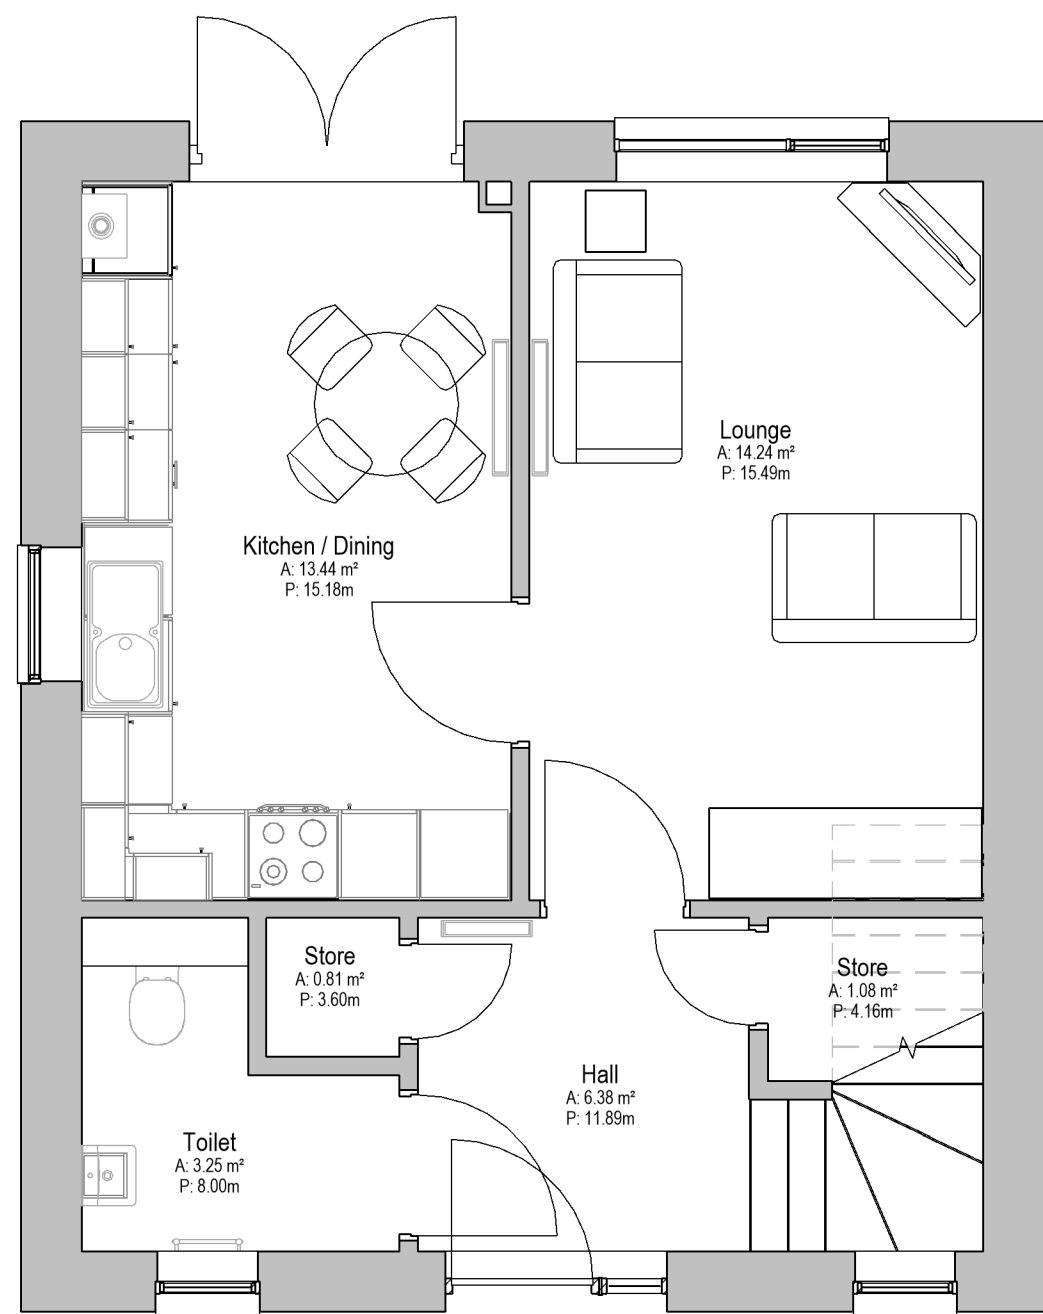 Lounge
A: 14.24 m²
P: 15.49m
Kitchen / Dining
A: 13.44 m²
P: 15.18m
Store
A: 0.81 m²
P: 3.60m
Store
A: 1.08 m²
P: 4.16m
Hall
A: 6.38 m²
P: 11.89m
Toilet
A: 3.25 m²
P: 8.00m